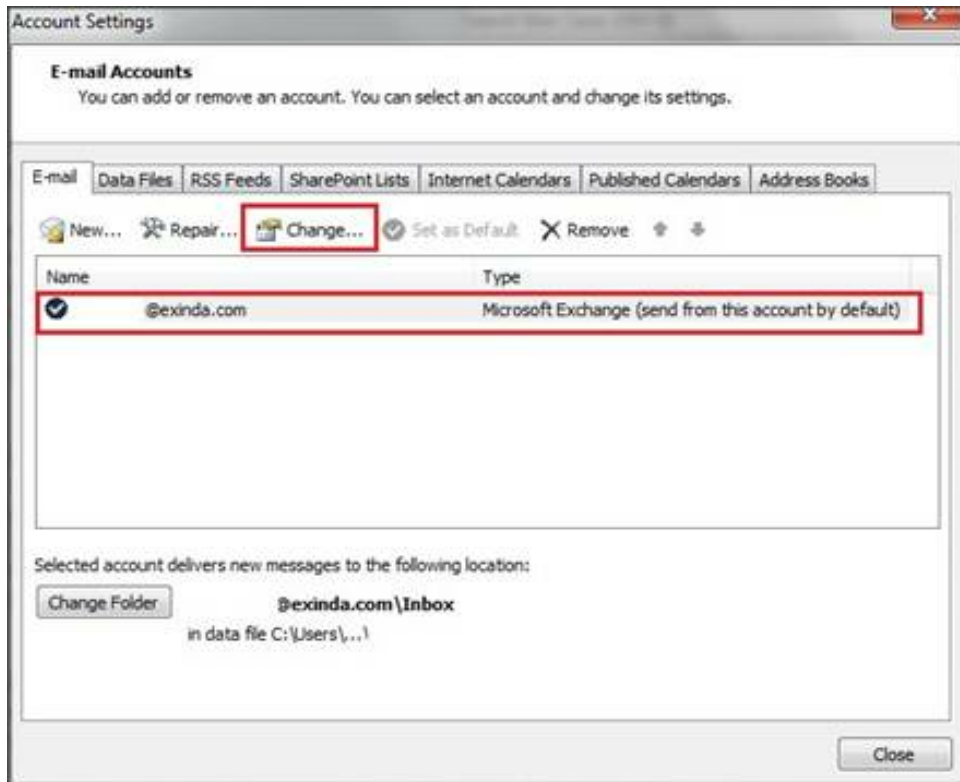 Account Settings
E-mail Accounts
You can add or remove an account. You can select an account and change its settings.
E-mail Data Files RSS Feeds SharePoint Lists Internet Calendars Published Calendars Address Books
New... Repair... Change... Set as Default Remove
Name Type
@exinda.com Microsoft Exchange (send from this account by default)
Selected account delivers new messages to the following location:
Change Folder @exinda.com\Inbox
in data file C:\Users\...\
Close